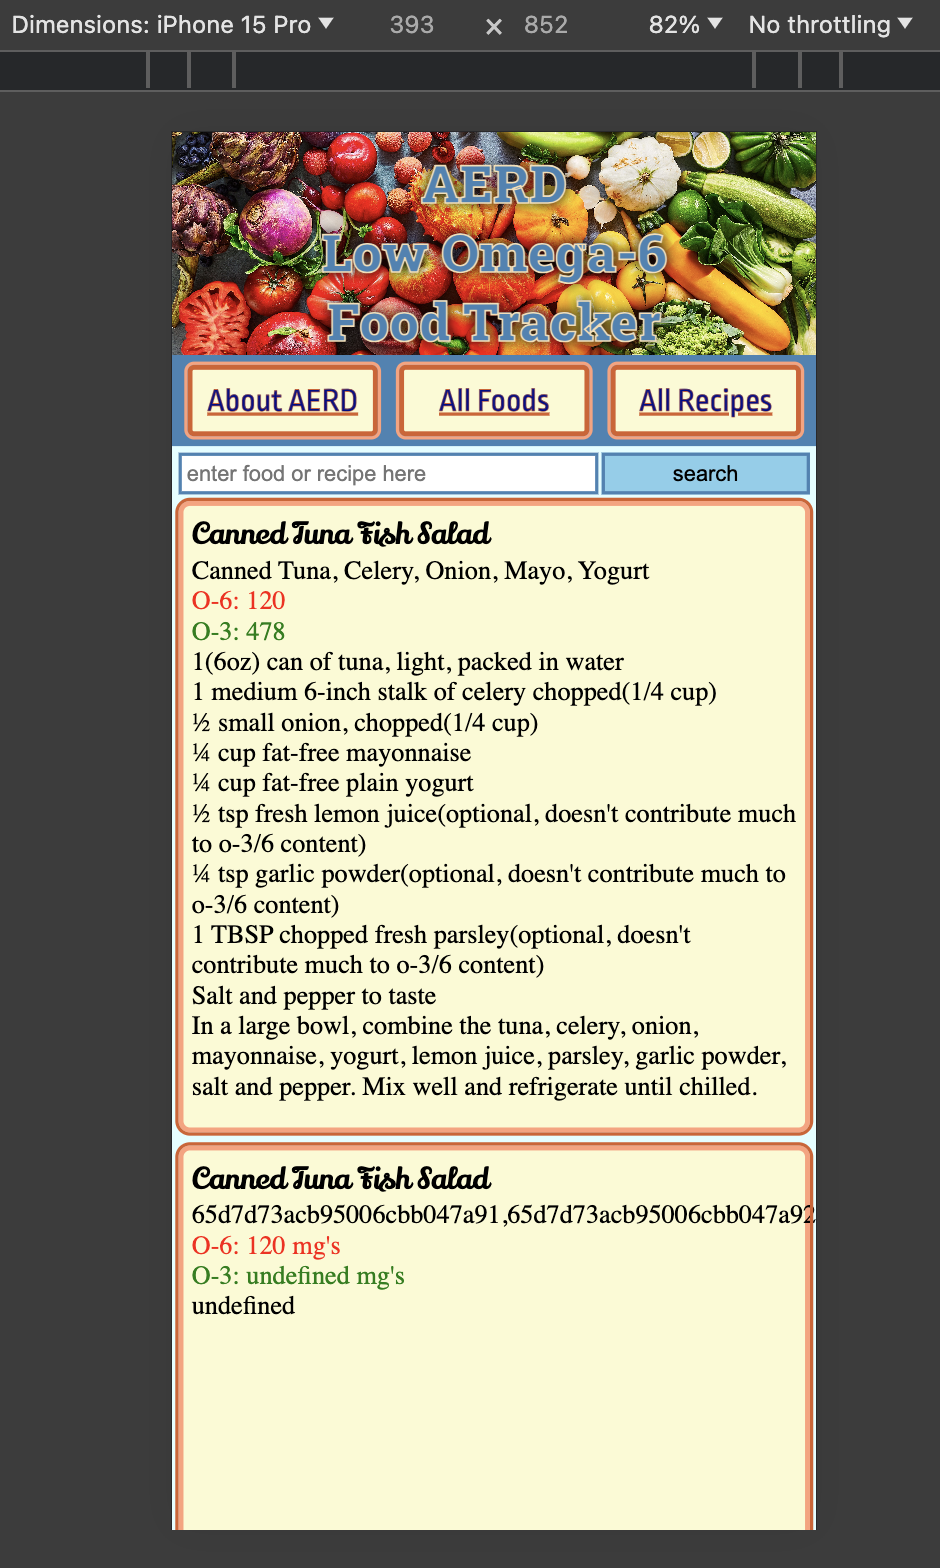 Dimensions: iPhone 15 Pro ▼ 393 × 852 82% ▼ No throttling ▼
AERD
Low Omega-6
Food Tracker
About AERD All Foods All Recipes
enter food or recipe here search
Canned Tuna Fish Salad
Canned Tuna, Celery, Onion, Mayo, Yogurt
O-6: 120
O-3: 478
1(6oz) can of tuna, light, packed in water
1 medium 6-inch stalk of celery chopped(1/4 cup)
½ small onion, chopped(1/4 cup)
¼ cup fat-free mayonnaise
¼ cup fat-free plain yogurt
½ tsp fresh lemon juice(optional, doesn't contribute much
to o-3/6 content)
¼ tsp garlic powder(optional, doesn't contribute much to
o-3/6 content)
1 TBSP chopped fresh parsley(optional, doesn't
contribute much to o-3/6 content)
Salt and pepper to taste
In a large bowl, combine the tuna, celery, onion,
mayonnaise, yogurt, lemon juice, parsley, garlic powder,
salt and pepper. Mix well and refrigerate until chilled.
Canned Tuna Fish Salad
65d7d73acb95006cbb047a91,65d7d73acb95006cbb047a92
O-6: 120 mg's
O-3: undefined mg's
undefined